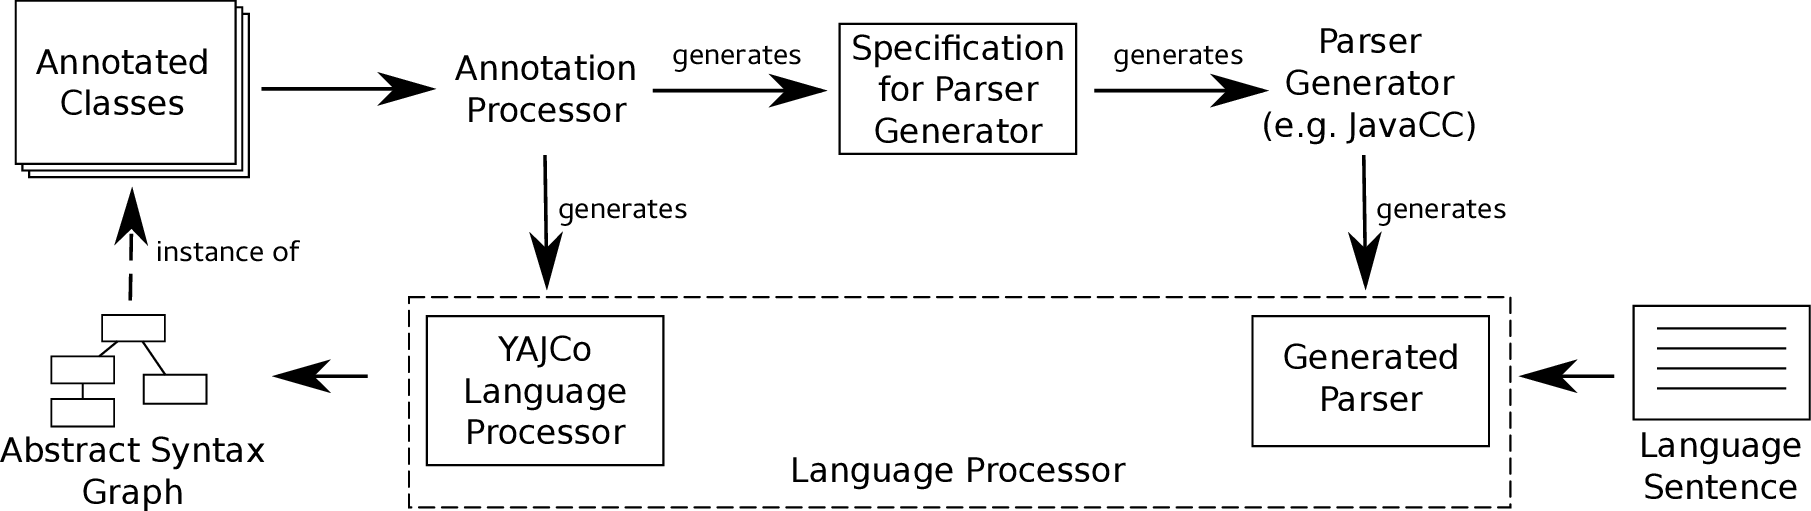 Annotated
Classes
Annotation
Processor
generates
Specification
for Parser
Generator
generates
Parser
Generator
(e.g. JavaCC)
generates
generates
instance of
YAJCo
Language
Processor
Generated
Parser
Language Processor
Abstract Syntax
Graph
Language
Sentence